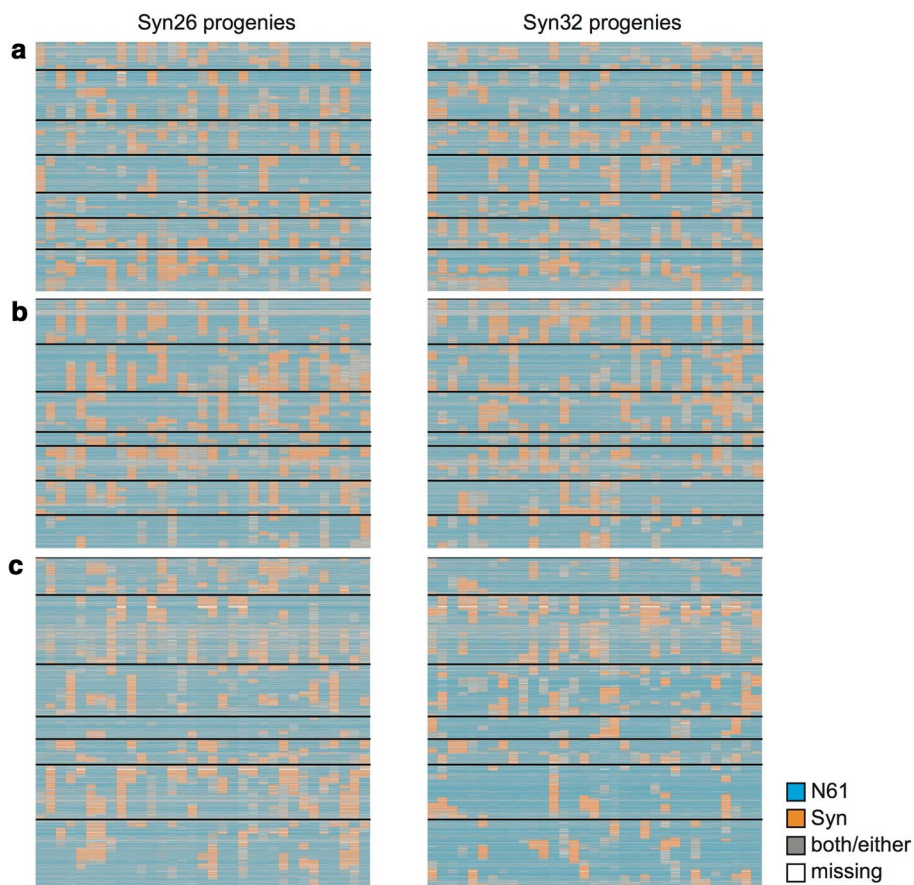 Syn26 progenies
Syn32 progenies
a
b
c
N61
Syn
both/either
missing